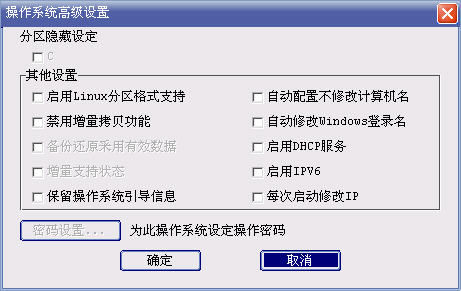 操作系统高级设置
分区隐藏设定
C
其他设置
启用Linux分区格式支持
自动配置不修改计算机名
禁用增量拷贝功能
自动修改Windows登录名
备份还原采用有效数据
启用DHCP服务
增量支持状态
启用IPV6
保留操作系统引导信息
每次启动修改IP
密码设置...
为此操作系统设定操作密码
确定
取消